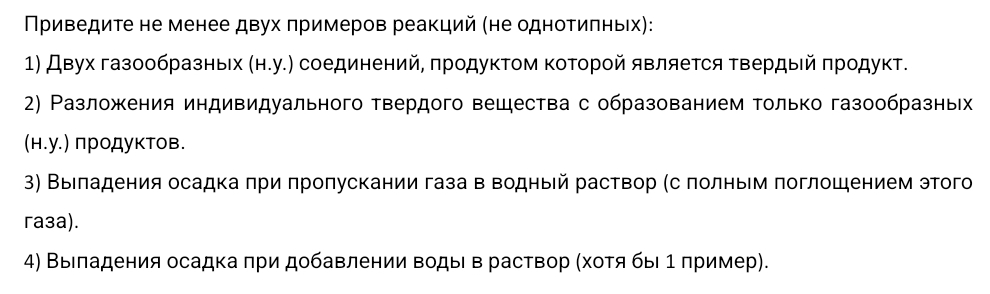 Приведите не менее двух примеров реакций (не однотипных):
1) Двух газообразных (н.у.) соединений, продуктом которой является твердый продукт.
2) Разложения индивидуального твердого вещества с образованием только газообразных
(н.у.) продуктов.
3) Выпадения осадка при пропускании газа в водный раствор (с полным поглощением этого
газа).
4) Выпадения осадка при добавлении воды в раствор (хотя бы 1 пример).